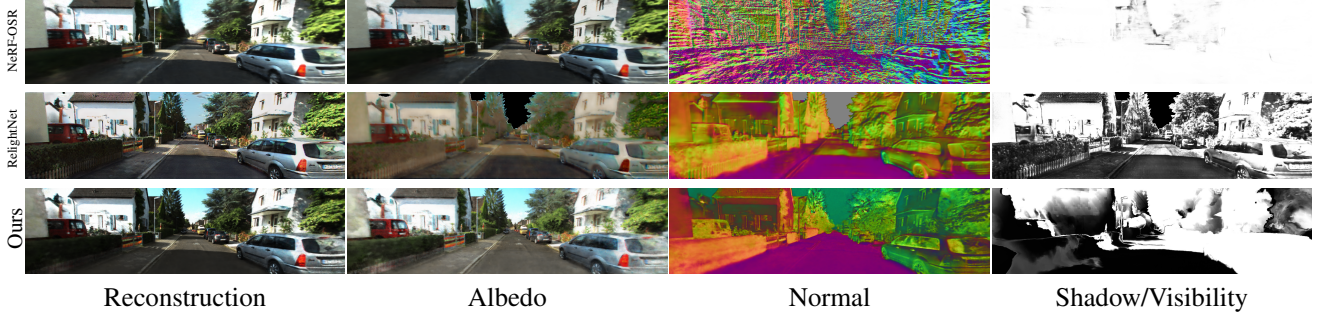 NeRF-OSR
RelightNet
Ours
Reconstruction Albedo Normal Shadow/Visibility